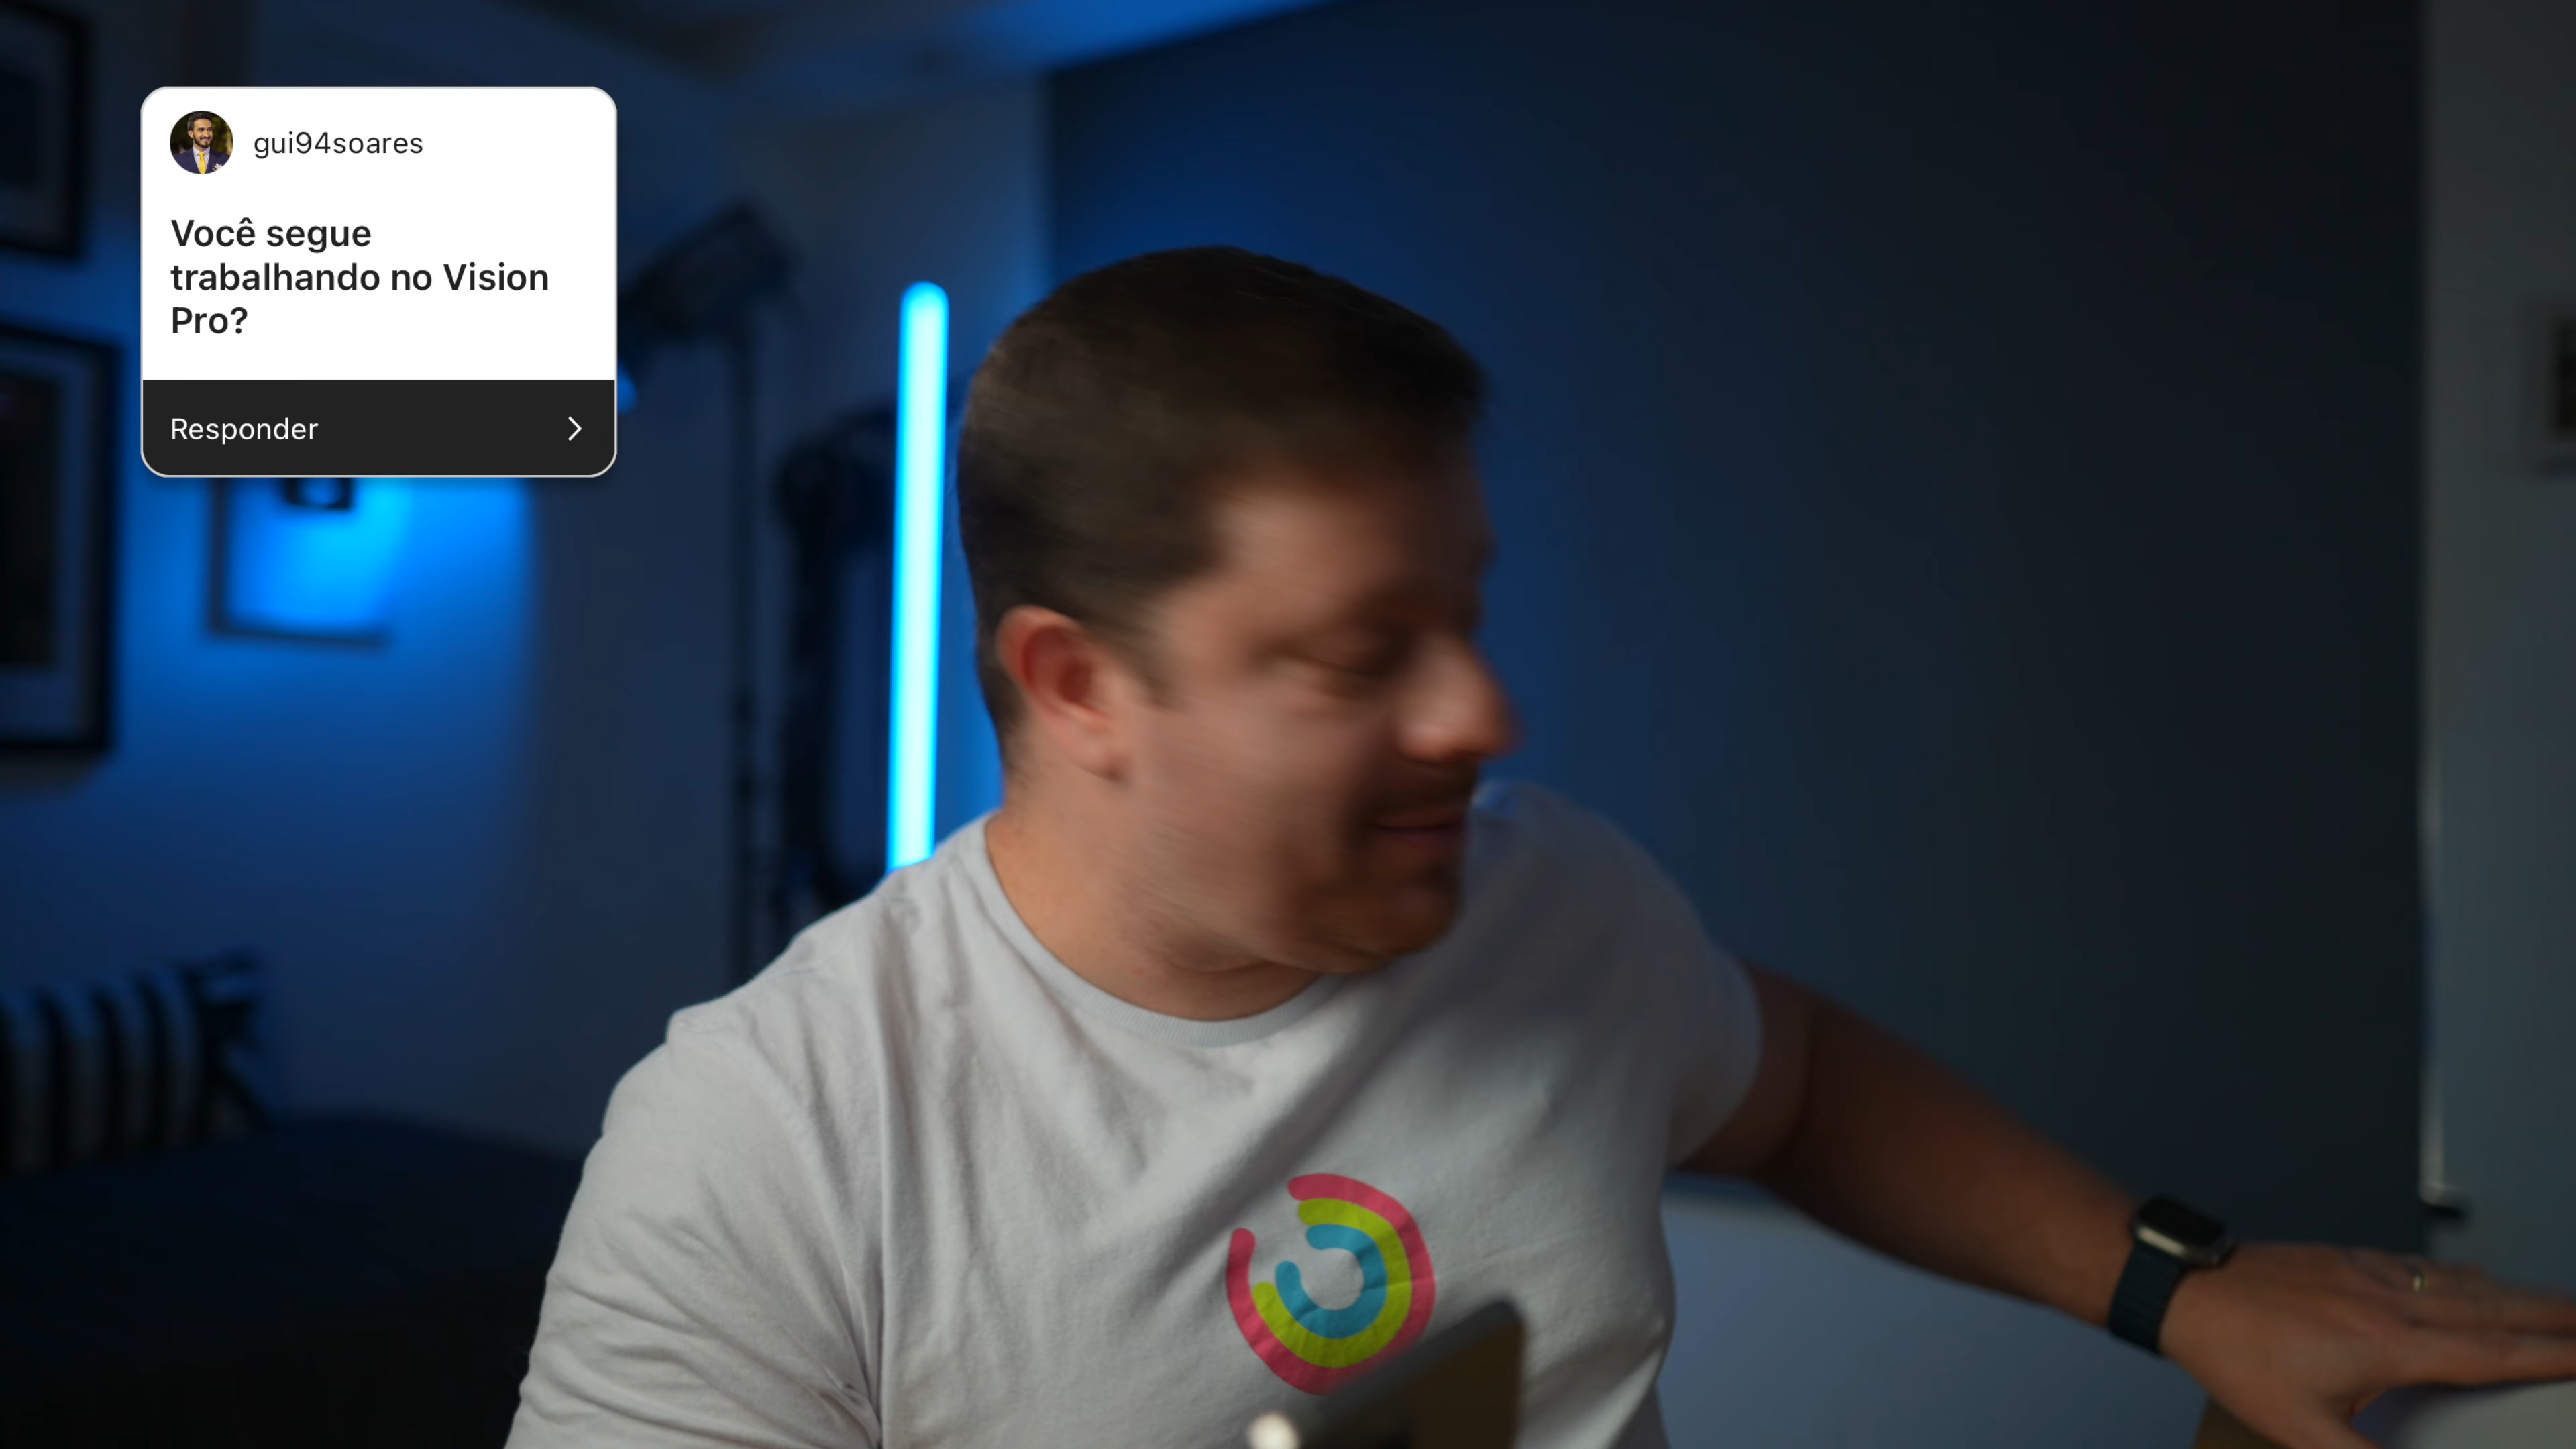 gui94soares
Você segue
trabalhando no Vision
Pro?
Responder